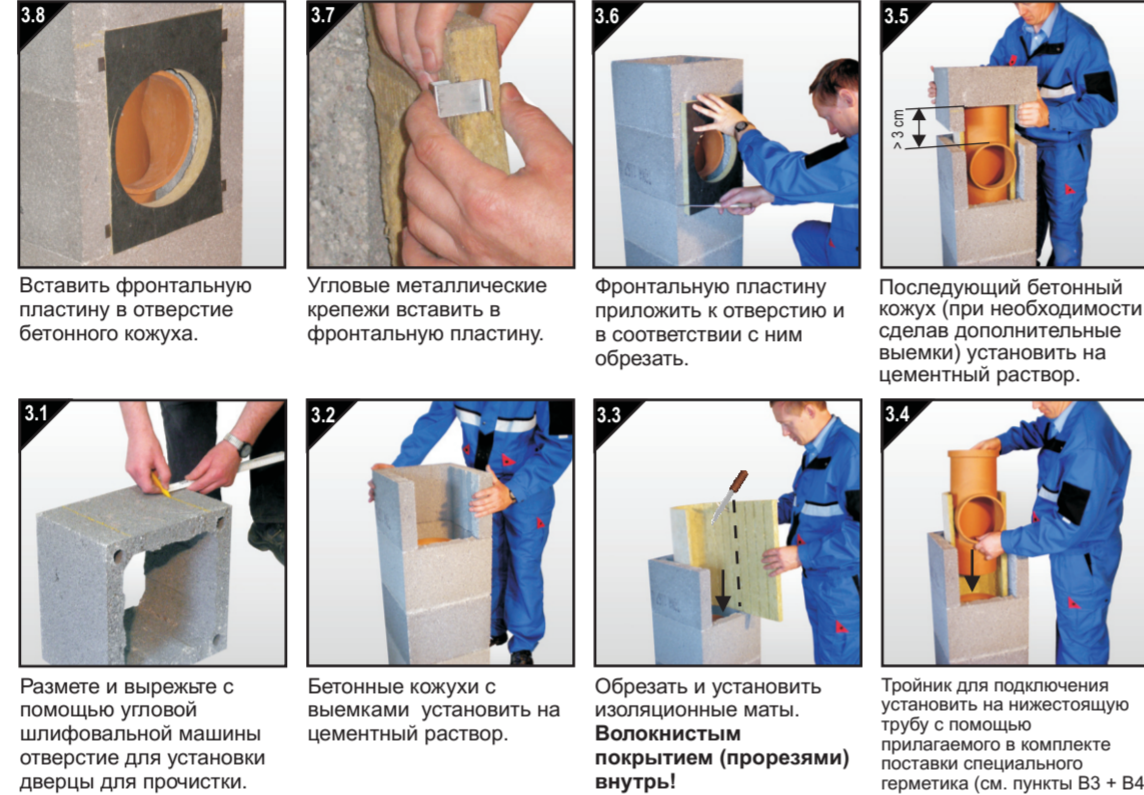 3.8
Вставить фронтальную
пластину в отверстие
бетонного кожуха.
3.7
Угловые металлические
крепежи вставить в
фронтальную пластину.
3.6
Фронтальную пластину
приложить к отверстию и
в соответствии с ним
обрезать.
3.5
> 3 cm
Последующий бетонный
кожух (при необходимости
сделав дополнительные
выемки) установить на
цементный раствор.
3.1
Размете и вырежьте с
помощью угловой
шлифовальной машины
отверстие для установки
дверцы для прочистки.
3.2
Бетонные кожухи с
выемками установить на
цементный раствор.
3.3
Обрезать и установить
изоляционные маты.
Волокнистым
покрытием (прорезями)
внутрь!
3.4
Тройник для подключения
установить на нижестоящую
трубу с помощью
прилагаемого в комплекте
поставки специального
герметика (см. пункты B3 + B4